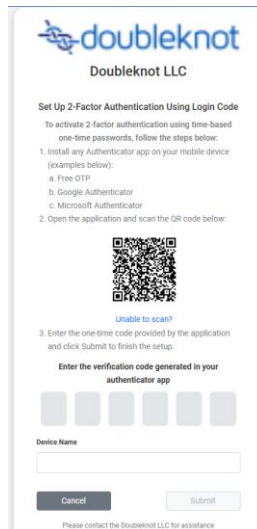 doubleknot
Doubleknot LLC
Set Up 2-Factor Authentication Using Login Code
To activate 2-factor authentication using time-based
one-time passwords, follow the steps below:
1. Install any Authenticator app on your mobile device
(examples below):
a. Free OTP
b. Google Authenticator
c. Microsoft Authenticator
2. Open the application and scan the QR code below:
Unable to scan?
3. Enter the one-time code provided by the application
and click Submit to finish the setup.
Enter the verification code generated in your
authenticator app
Device Name
Cancel Submit
Please contact the Doubleknot LLC for assistance